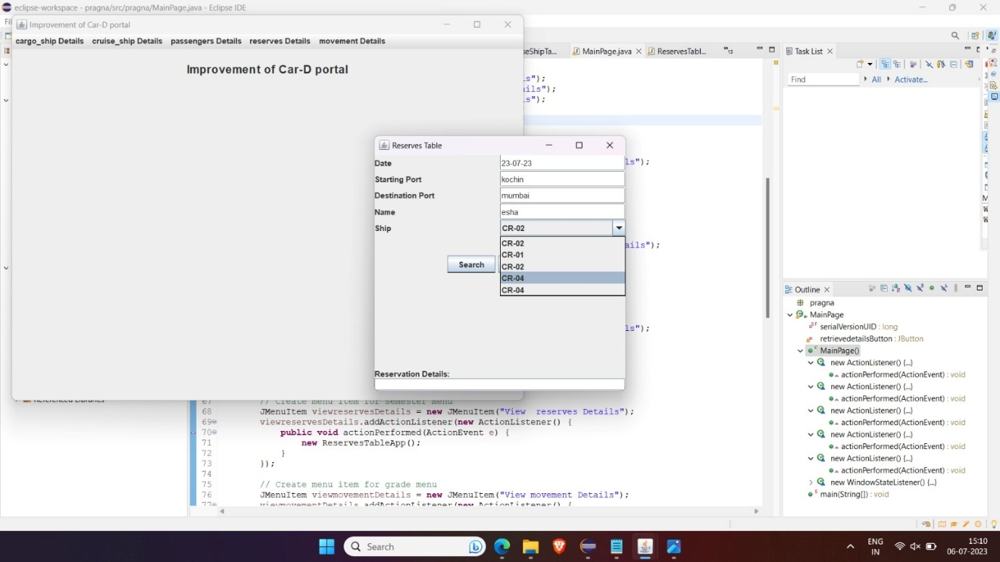 eclipse-workspace - pragna/src/pragna/MainPage.java - Eclipse IDE
Improvement of Car-D portal
cargo_ship Details cruise_ship Details passengers Details reserves Details movement Details
Improvement of Car-D portal
MainPage.java ReservesTabl... 13
Task List
Find All Activate...
Reserves Table
Date 23-07-23
Starting Port kochin
Destination Port mumbai
Name esha
Ship CR-02
CR-02
CR-01
CR-02
CR-04
CR-04
Search
Reservation Details:
Outline
pragna
MainPage
serialVersionUID : long
retrievedetailsButton : JButton
MainPage()
new ActionListener() {...}
actionPerformed(ActionEvent) : void
new ActionListener() {...}
actionPerformed(ActionEvent) : void
new ActionListener() {...}
actionPerformed(ActionEvent) : void
new ActionListener() {...}
actionPerformed(ActionEvent) : void
new ActionListener() {...}
actionPerformed(ActionEvent) : void
new WindowStateListener() {...}
main(String[]) : void
67 // Create menu item for semester menu
68 JMenuItem viewreservesDetails = new JMenuItem("View  reserves Details");
69 viewreservesDetails.addActionListener(new ActionListener() {
70 public void actionPerformed(ActionEvent e) {
71 new ReservesTableApp();
72 }
73 });
74
75 // Create menu item for grade menu
76 JMenuItem viewmovementDetails = new JMenuItem("View movement Details");
77 viewmovementDetails.addActionListener(new ActionListener() {
Search
ENG
IN
15:10
06-07-2023